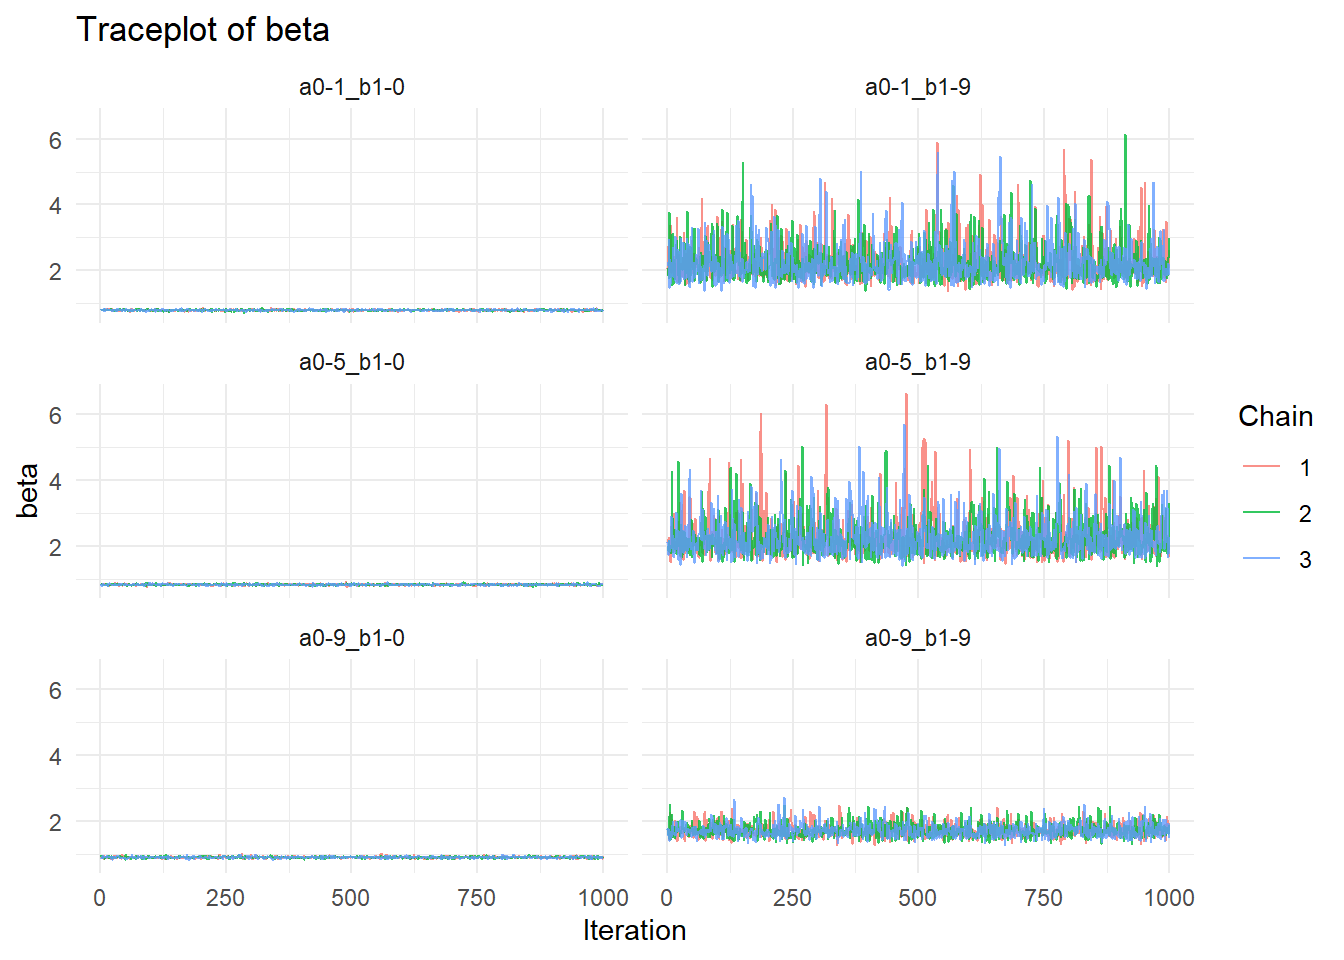 Traceplot of beta
a0-1_b1-0
a0-1_b1-9
6
4
2
a0-5_b1-0
a0-5_b1-9
6
4
2
a0-9_b1-0
a0-9_b1-9
6
4
2
0 250 500 750 1000
0 250 500 750 1000
Iteration
beta
Chain
1
2
3